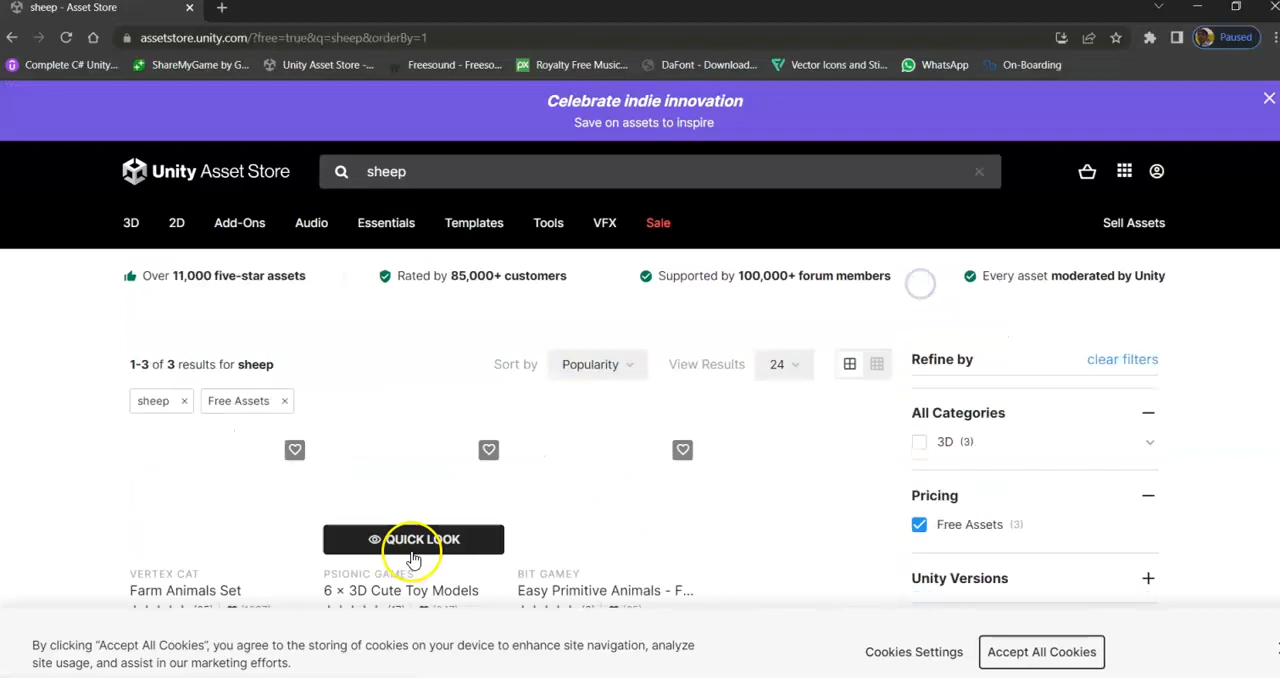 sheep - Asset Store
assetstore.unity.com/?free=true&q=sheep&orderBy=1
Paused
Complete C# Unity...
ShareMyGame by G...
Unity Asset Store -...
Freesound - Freeso...
Royalty Free Music...
DaFont - Download...
Vector Icons and Sti...
WhatsApp
On-Boarding
Celebrate indie innovation
Save on assets to inspire
Unity Asset Store
sheep
3D
2D
Add-Ons
Audio
Essentials
Templates
Tools
VFX
Sale
Sell Assets
Over 11,000 five-star assets
Rated by 85,000+ customers
Supported by 100,000+ forum members
Every asset moderated by Unity
1-3 of 3 results for sheep
Sort by
Popularity
View Results
24
Refine by
clear filters
sheep
Free Assets
All Categories
3D (3)
Pricing
Free Assets (3)
Unity Versions
QUICK LOOK
VERTEX CAT
Farm Animals Set
PSIONIC GAMES
6 × 3D Cute Toy Models
BIT GAMEY
Easy Primitive Animals - F...
By clicking "Accept All Cookies", you agree to the storing of cookies on your device to enhance site navigation, analyze
site usage, and assist in our marketing efforts.
Cookies Settings
Accept All Cookies